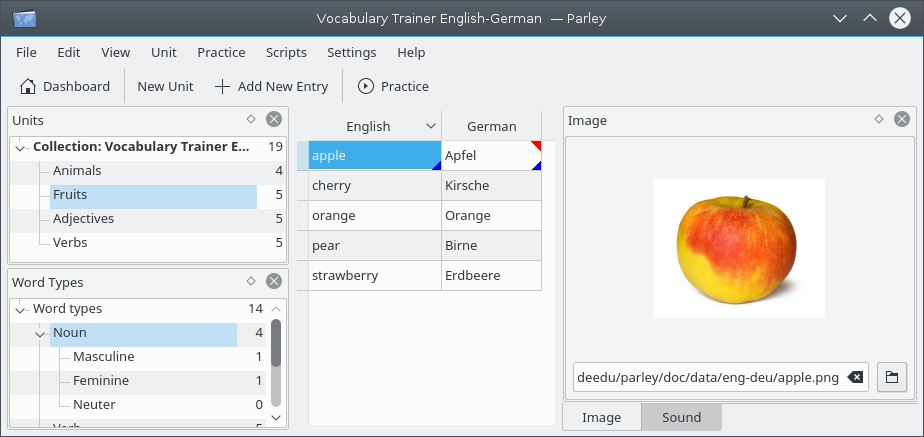 Vocabulary Trainer English-German — Parley
File Edit View Unit Practice Scripts Settings Help
Dashboard New Unit Add New Entry Practice
Units
Collection: Vocabulary Trainer E... 19
Animals 4
Fruits 5
Adjectives 5
Verbs 5
Word Types
Word types 14
Noun 4
Masculine 1
Feminine 1
Neuter 0
Verb 5
English German
apple Apfel
cherry Kirsche
orange Orange
pear Birne
strawberry Erdbeere
Image
deedu/parley/doc/data/eng-deu/apple.png
Image Sound